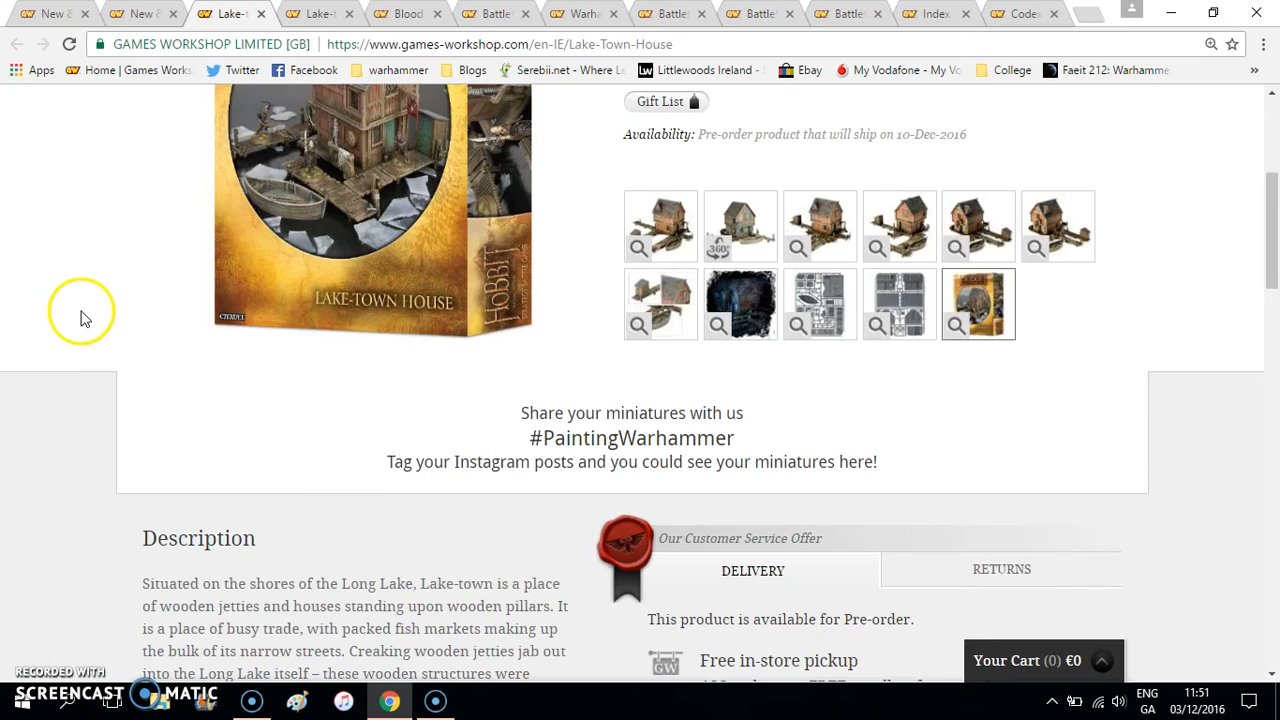 New &
New &
Lake-t
Lake-t
Blood
Battle
Warha
Battle
Battle
Battle
Index
Codex
GAMES WORKSHOP LIMITED [GB]
https://www.games-workshop.com/en-IE/Lake-Town-House
Apps
Home | Games Works
Twitter
Facebook
warhammer
Blogs
Serebii.net - Where Le
Littlewoods Ireland -
Ebay
My Vodafone - My Vo
College
Faeit 212: Warhamme
»
Gift List
Availability: Pre-order product that will ship on 10-Dec-2016
360°
LAKE-TOWN HOUSE
CITADEL
HOBBIT
Share your miniatures with us
#PaintingWarhammer
Tag your Instagram posts and you could see your miniatures here!
Description
Situated on the shores of the Long Lake, Lake-town is a place
of wooden jetties and houses standing upon wooden pillars. It
is a place of busy trade, with packed fish markets making up
the bulk of its narrow streets. Creaking wooden jetties jab out
into the Long Lake itself – these wooden structures were
Our Customer Service Offer
DELIVERY
RETURNS
This product is available for Pre-order.
GW
Free in-store pickup
Your Cart (0) €0
RECORDED WITH
SCREENCAST MATIC
ENG
GA
11:51
03/12/2016